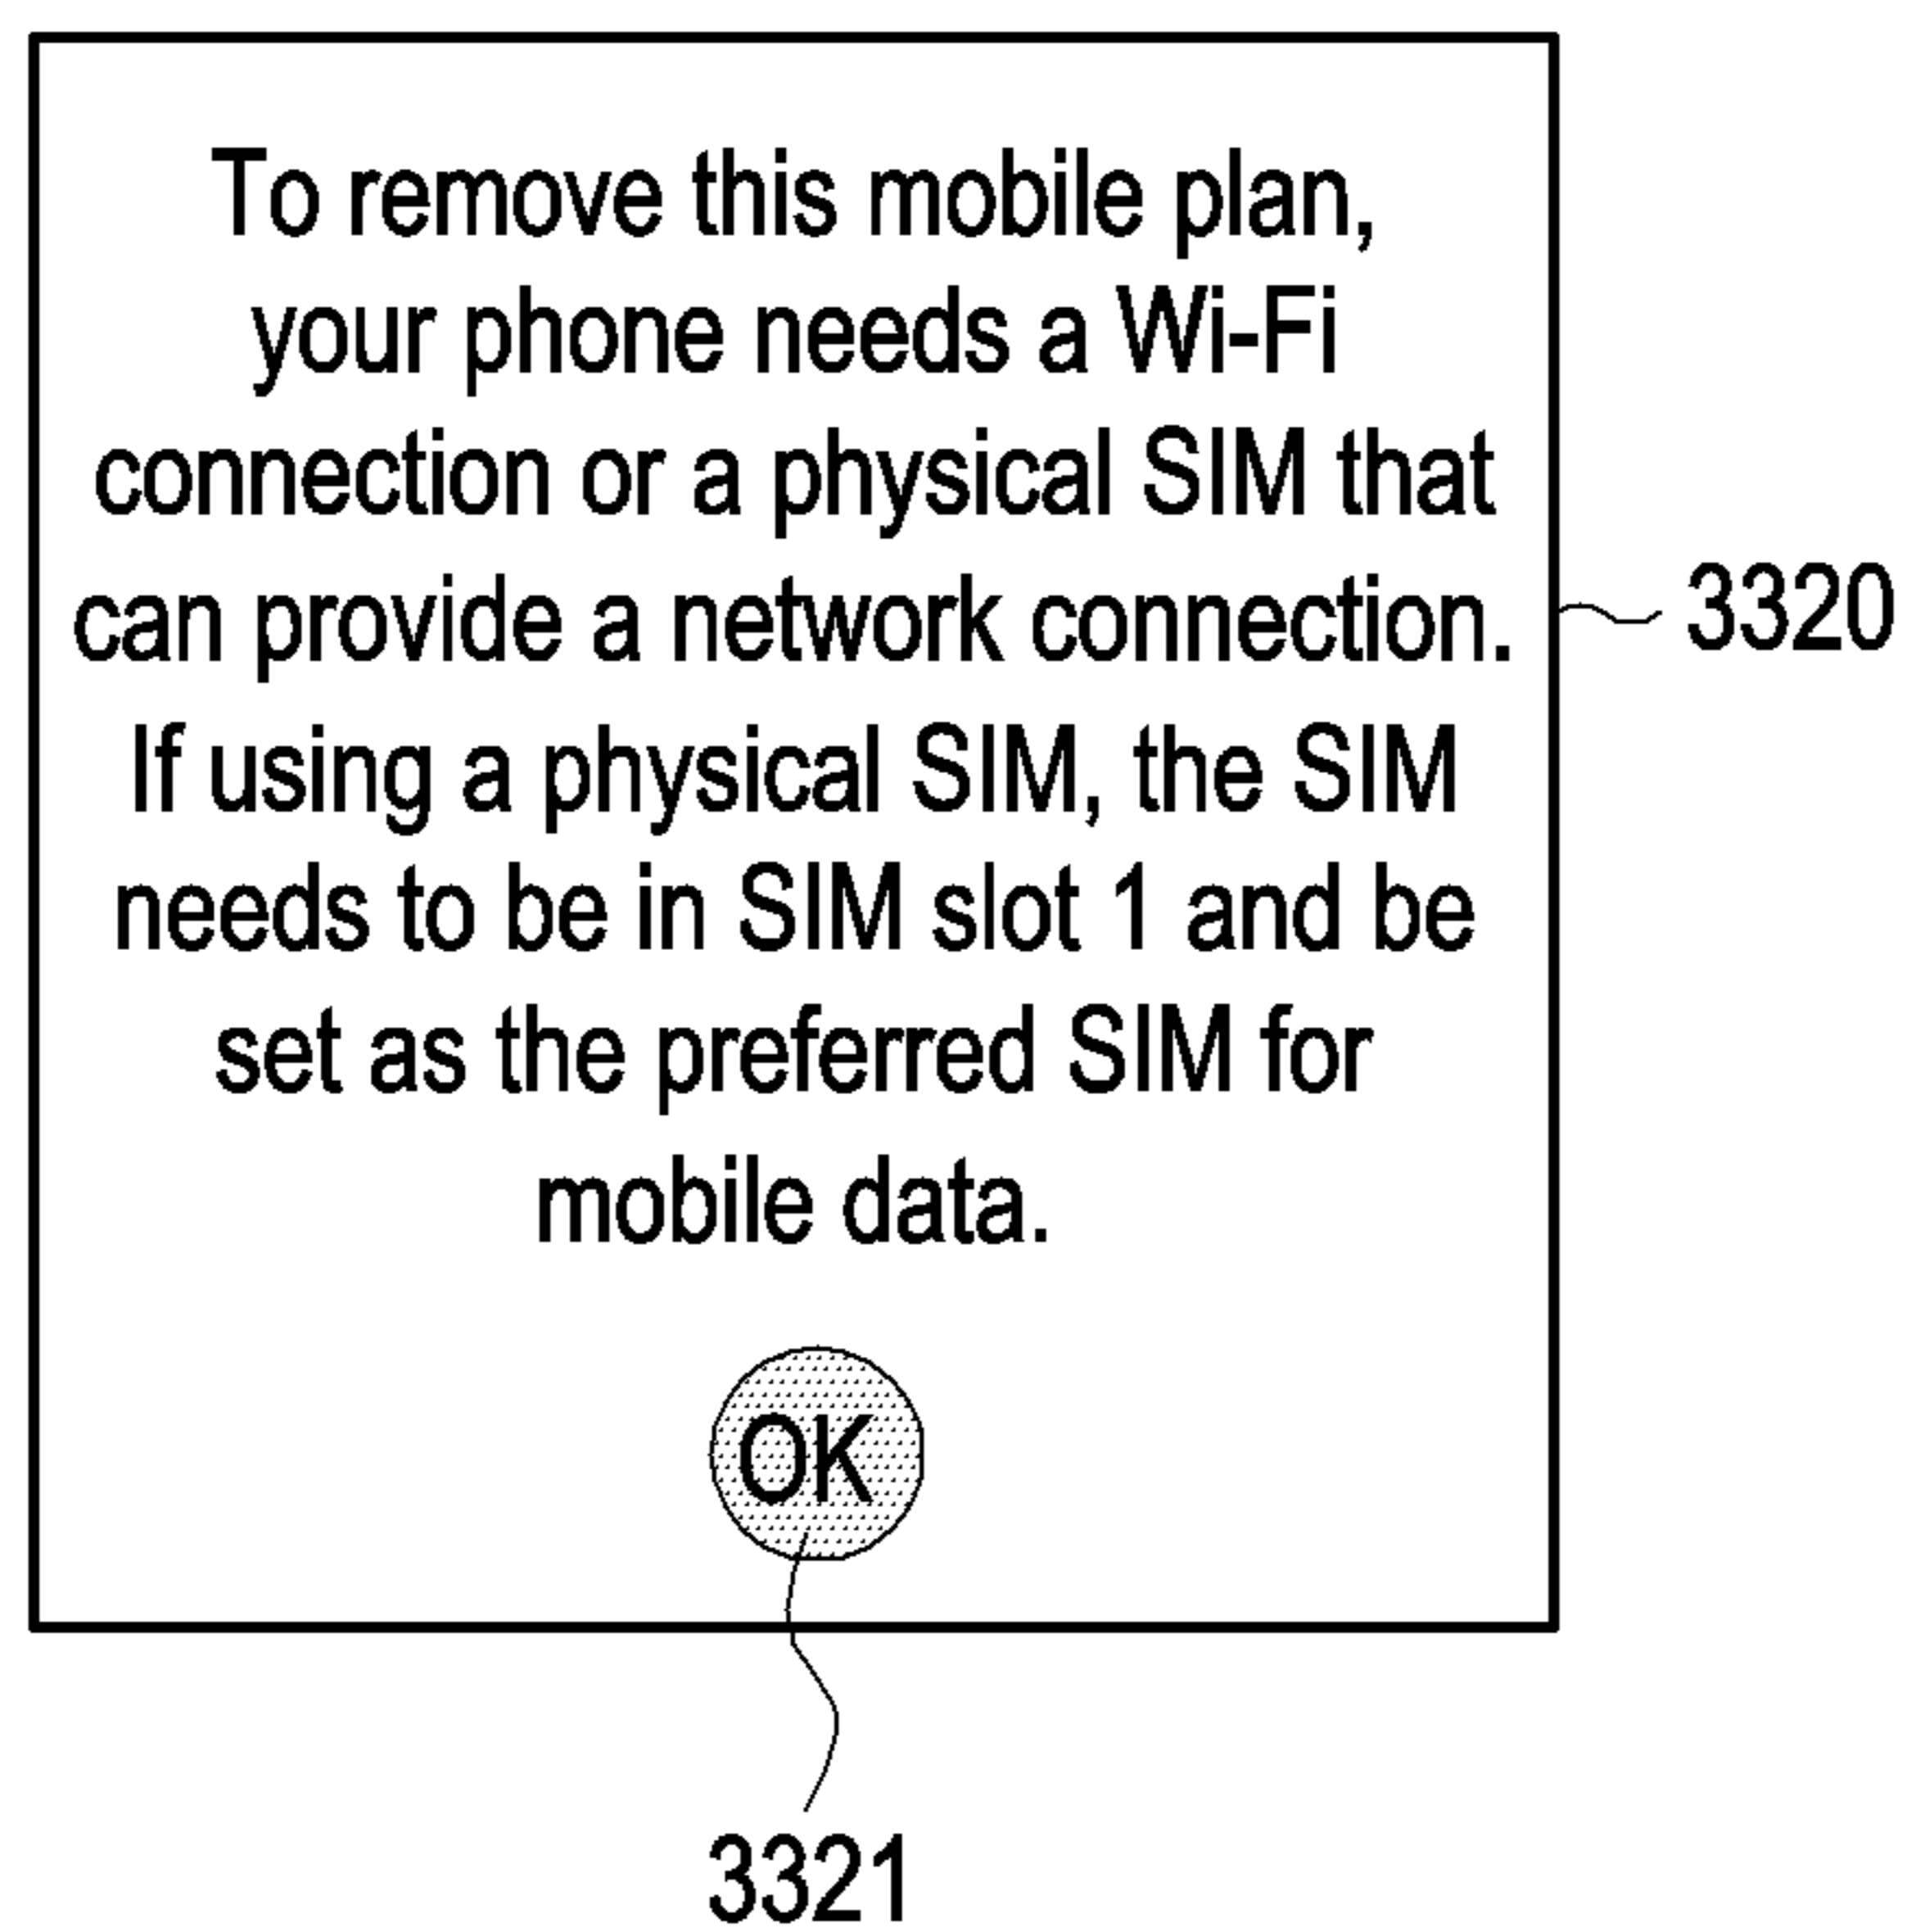 To remove this mobile plan,
your phone needs a Wi-Fi
connection or a physical SIM that
can provide a network connection.
3320
If using a physical SIM, the SIM
needs to be in SIM slot 1 and be
set as the preferred SIM for
mobile data.
OK
3321